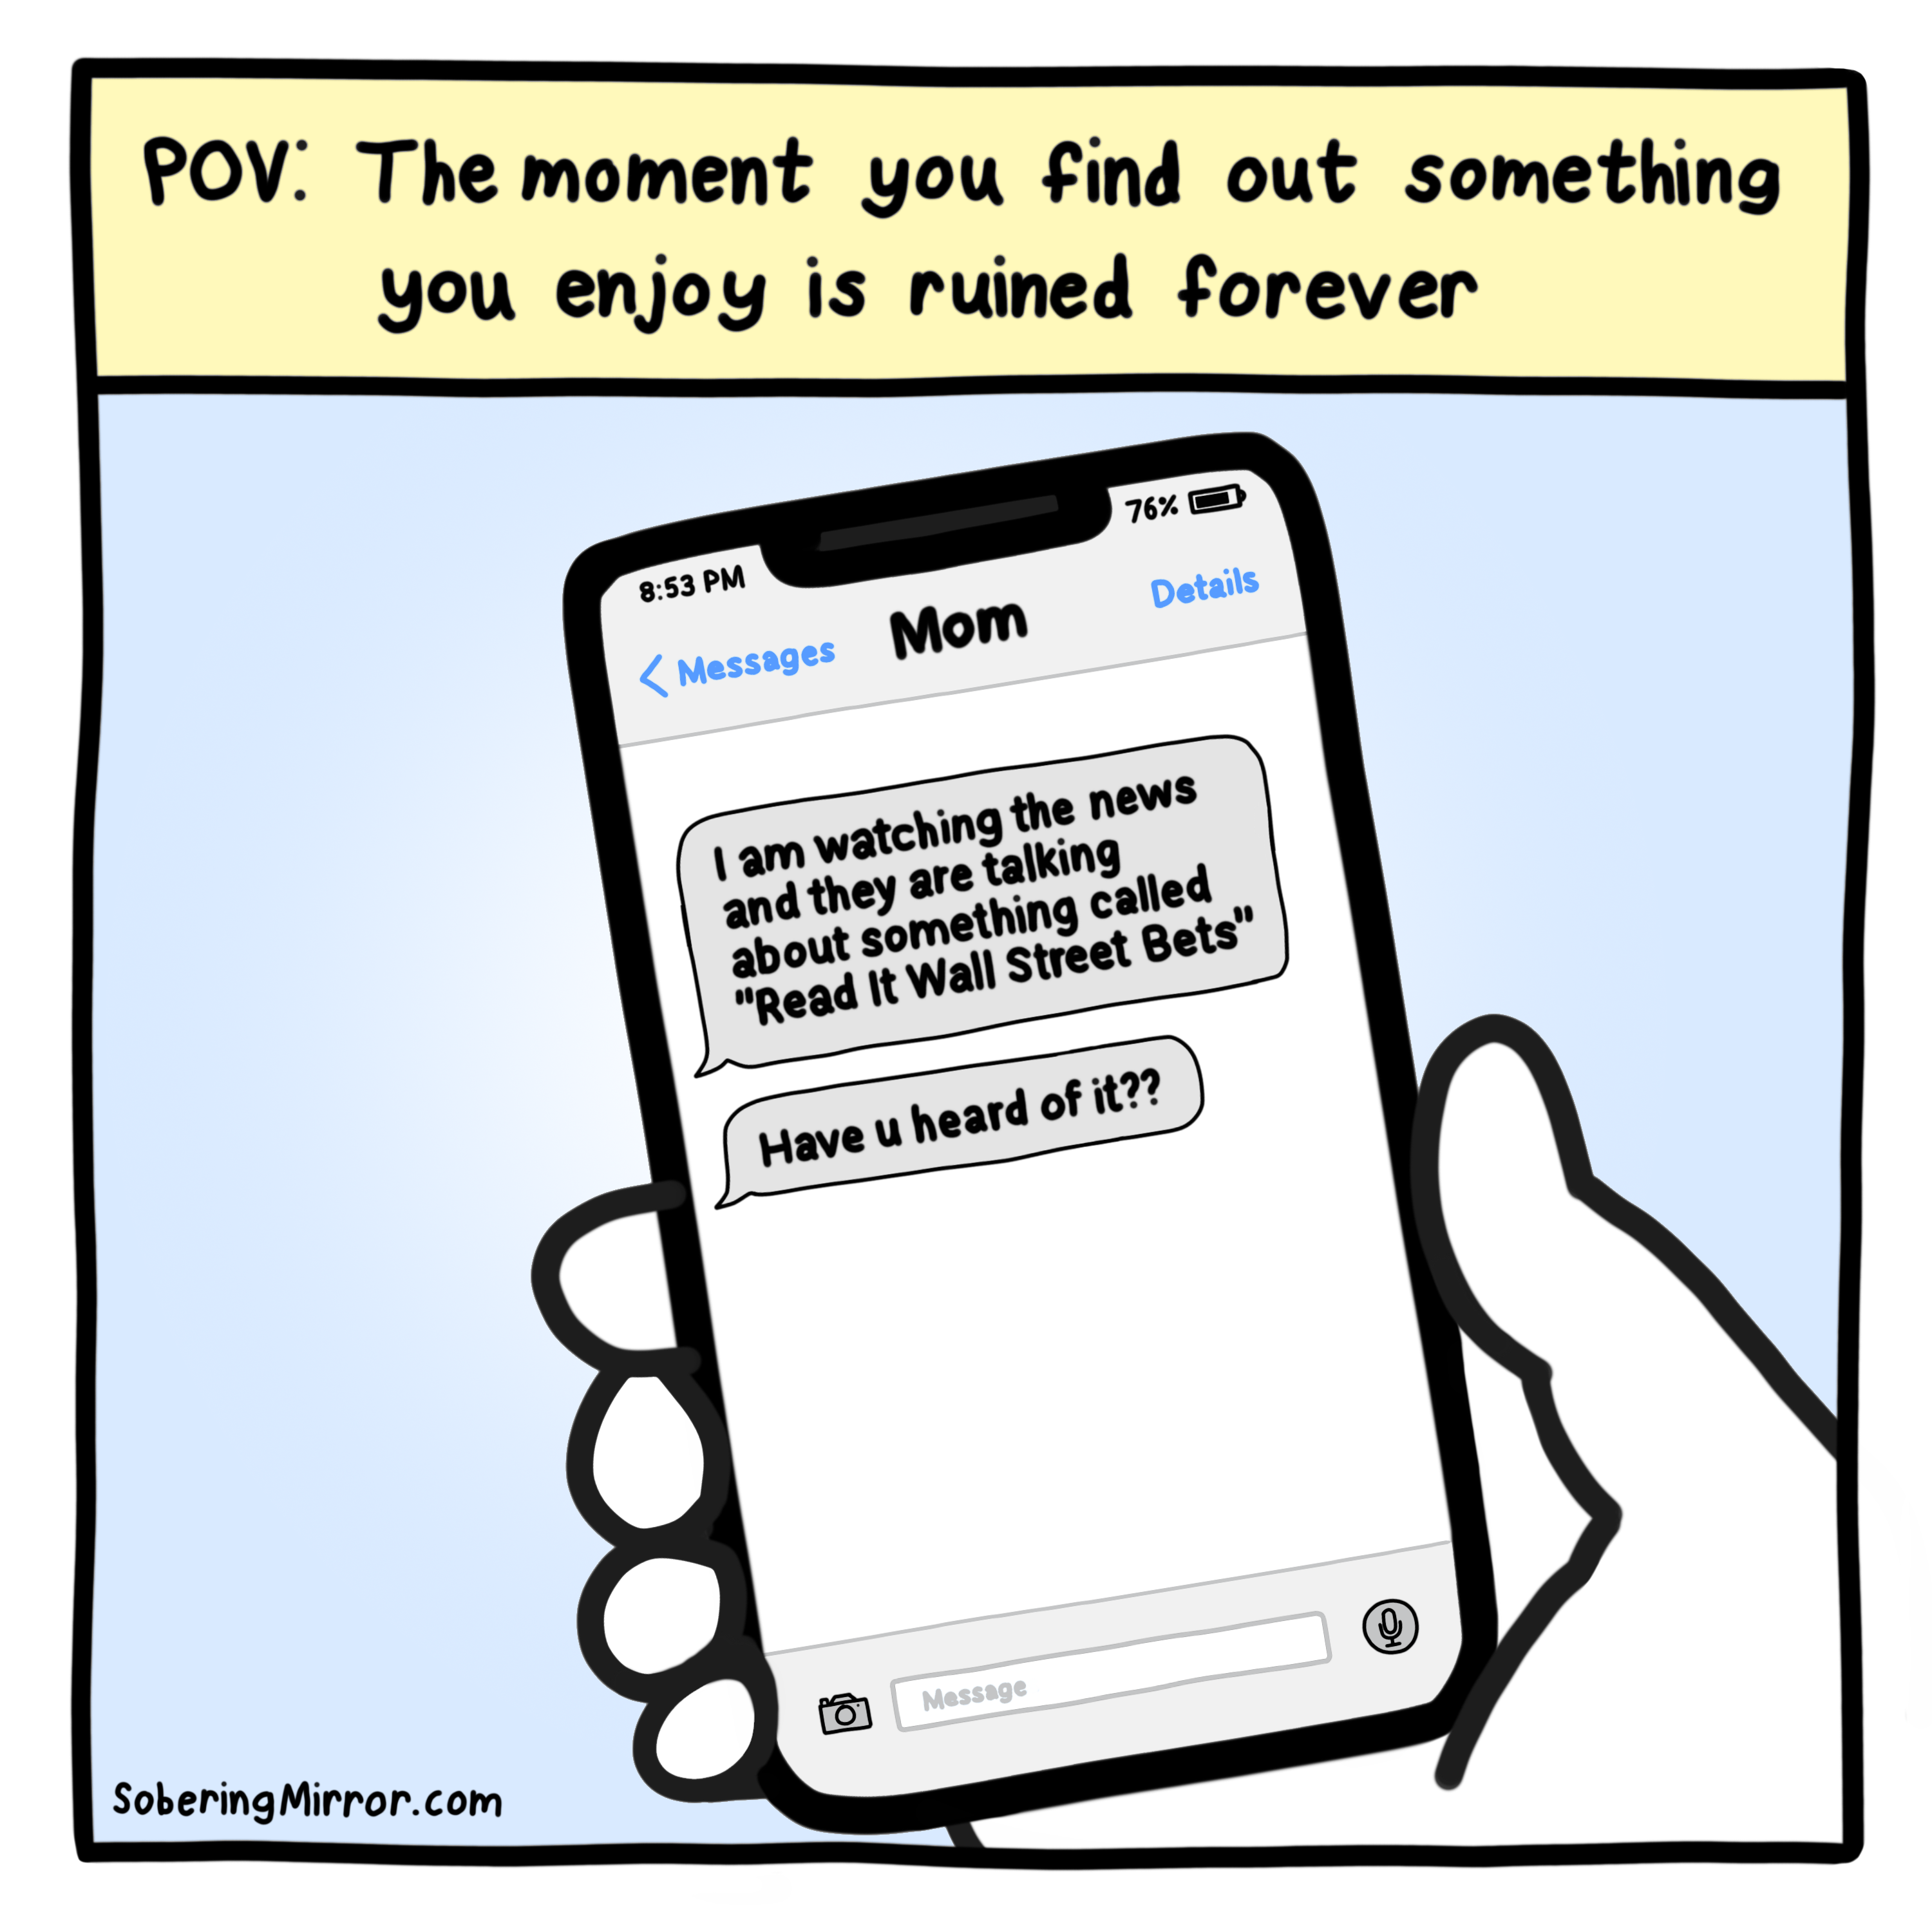 POV: The moment you find out something
you enjoy is ruined forever
8:53 PM
76%
< Messages
Mom
Details
I am watching the news
and they are talking
about something called
"Read It Wall Street Bets"
Have u heard of it??
Message
SoberingMirror.com